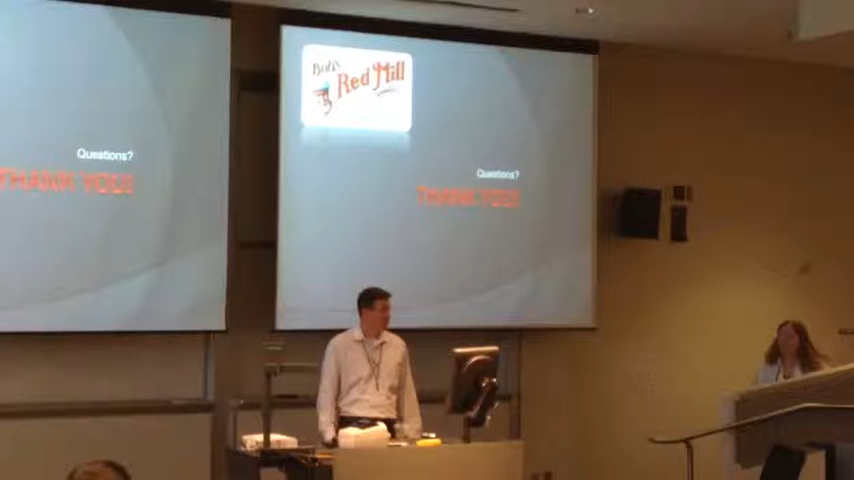 Questions?
THANK YOU!
Bob's
Red Mill
Questions?
THANK YOU!